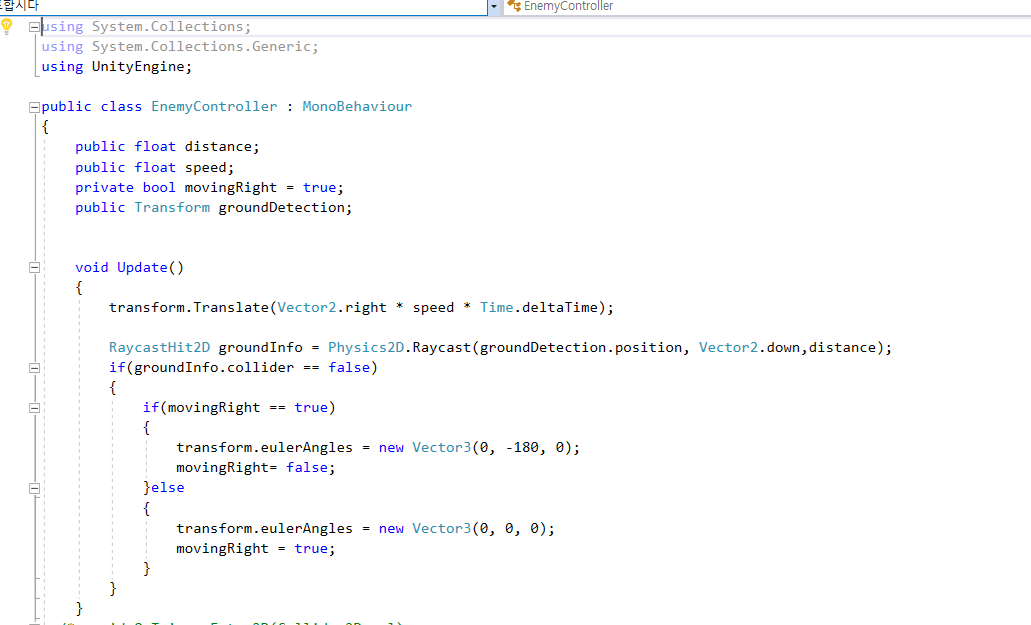 합시다 EnemyController
using System.Collections;
using System.Collections.Generic;
using UnityEngine;
public class EnemyController : MonoBehaviour
{
public float distance;
public float speed;
private bool movingRight = true;
public Transform groundDetection;
void Update()
{
transform.Translate(Vector2.right * speed * Time.deltaTime);
RaycastHit2D groundInfo = Physics2D.Raycast(groundDetection.position, Vector2.down,distance);
if(groundInfo.collider == false)
{
if(movingRight == true)
{
transform.eulerAngles = new Vector3(0, -180, 0);
movingRight= false;
}else
{
transform.eulerAngles = new Vector3(0, 0, 0);
movingRight = true;
}
}
}